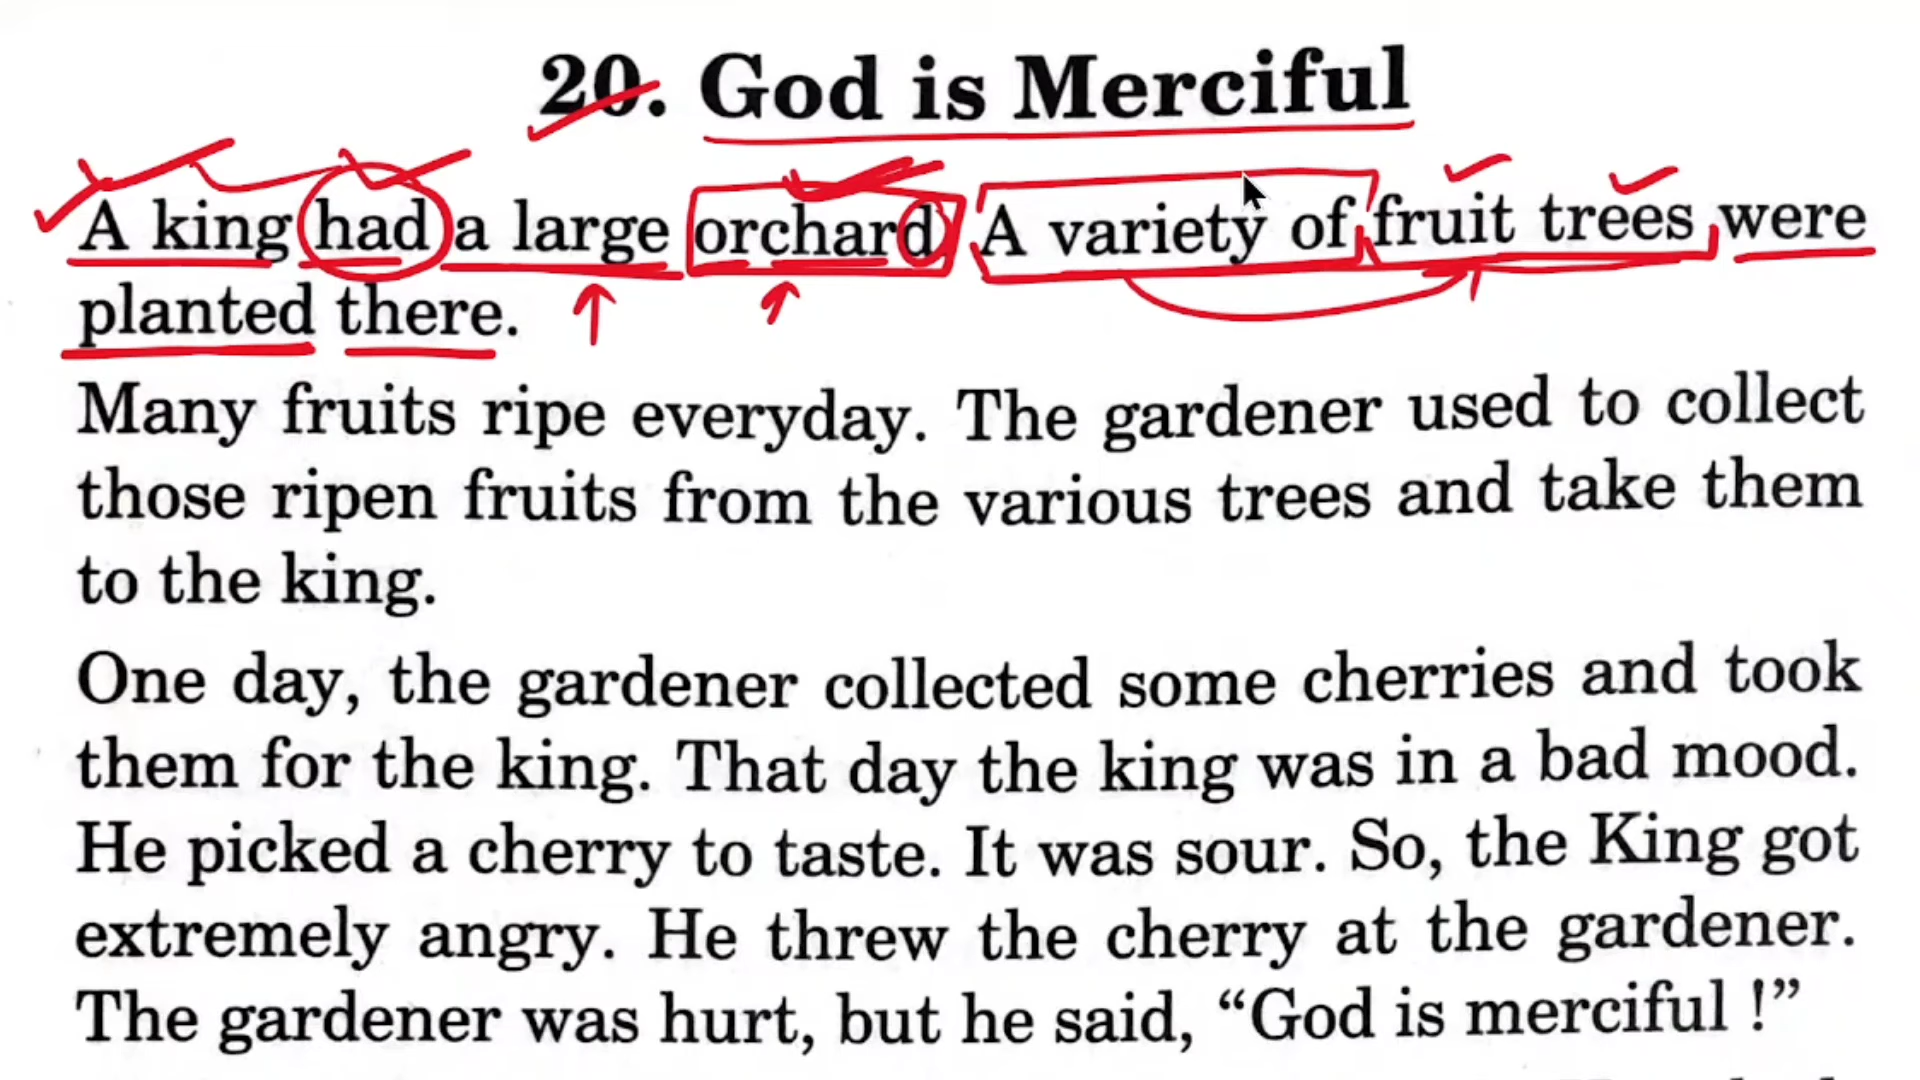 20. God is Merciful
A king had a large orchard. A variety of fruit trees were
planted there.
Many fruits ripe everyday. The gardener used to collect
those ripen fruits from the various trees and take them
to the king.
One day, the gardener collected some cherries and took
them for the king. That day the king was in a bad mood.
He picked a cherry to taste. It was sour. So, the King got
extremely angry. He threw the cherry at the gardener.
The gardener was hurt, but he said, “God is merciful !”